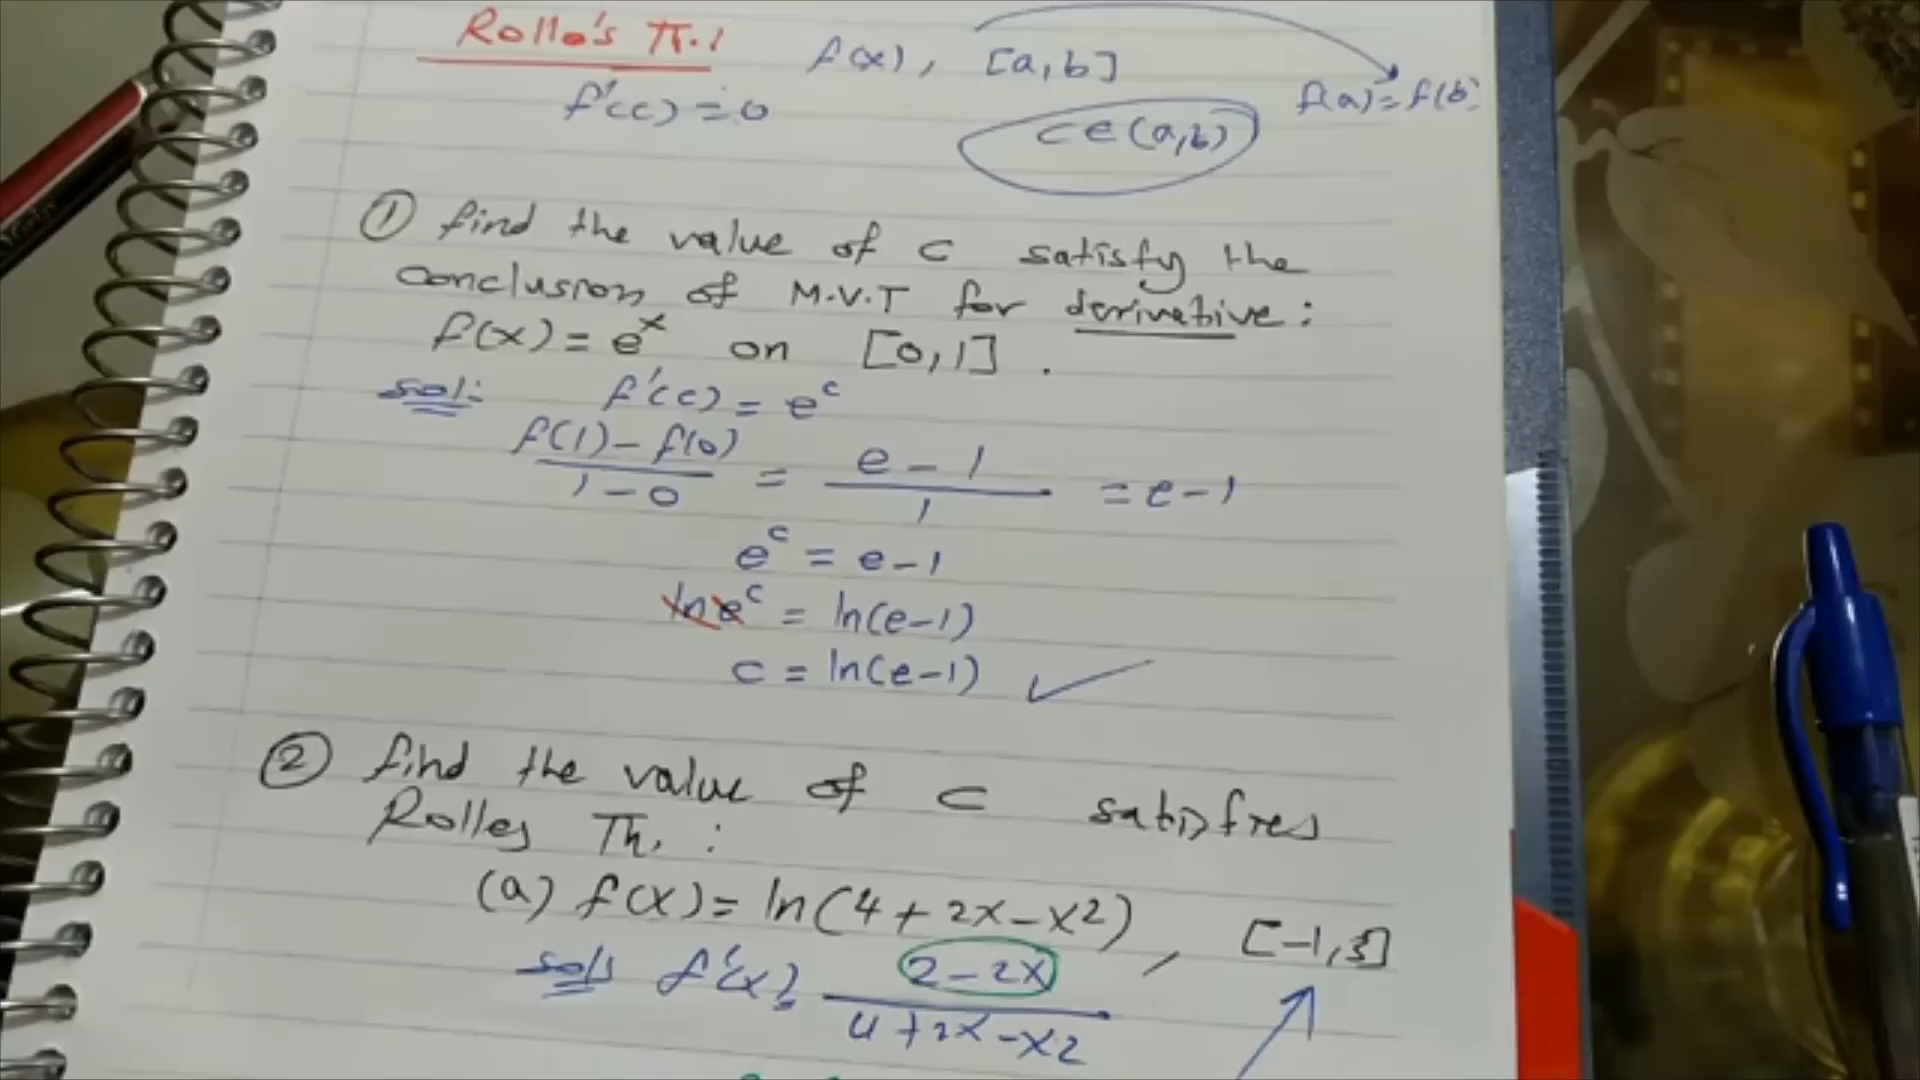 Rolle's Th.! f(x), [a,b]
f(a)=f(b)
f'(c)=0 c∈(a,b)
① find the value of c satisfy the
conclusion of M.V.T for derivative:
f(x)=e^x on [0,1].
sol: f'(c)=e^c
(f(1)-f(0))/(1-0) = (e-1)/1 = e-1
e^c = e-1
ln e^c = ln(e-1)
c = ln(e-1) ✓
② find the value of c satisfies
Rolles Th. :
(a) f(x)= ln(4+2x-x2), [-1,3]
sol: f'(x)= (2-2x)/(4+2x-x2)